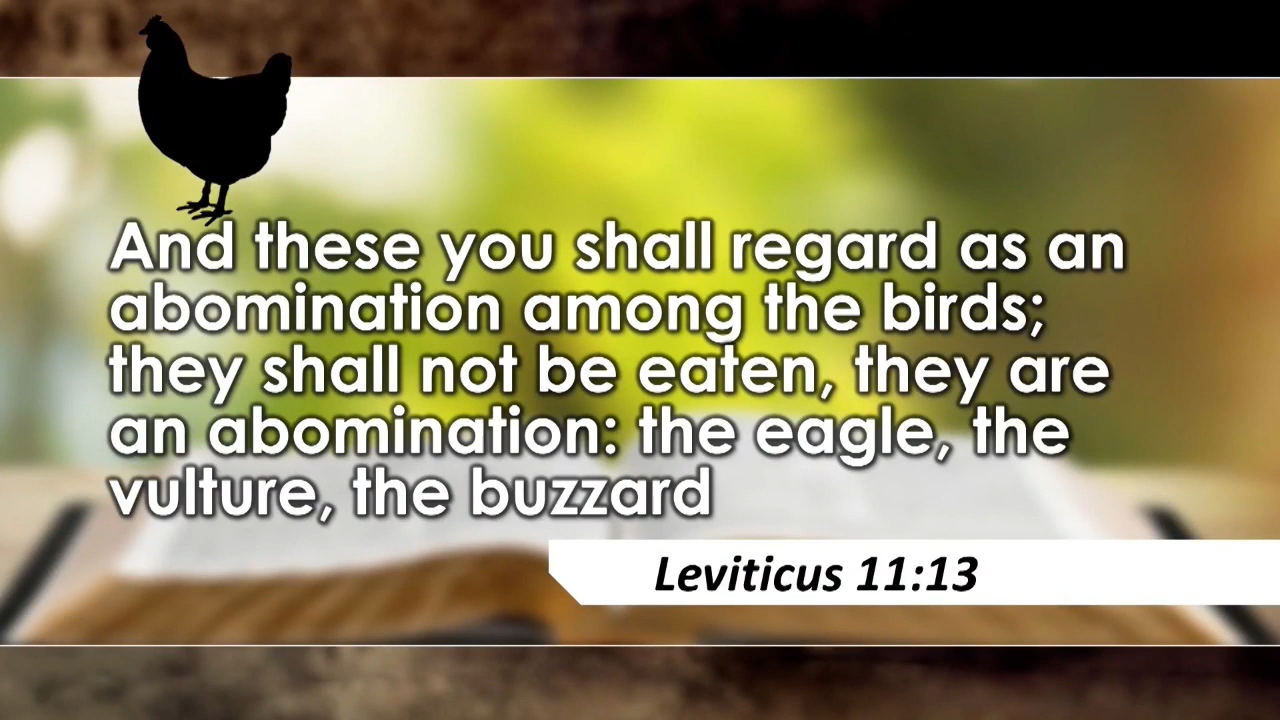 And these you shall regard as an
abomination among the birds;
they shall not be eaten, they are
an abomination: the eagle, the
vulture, the buzzard
Leviticus 11:13